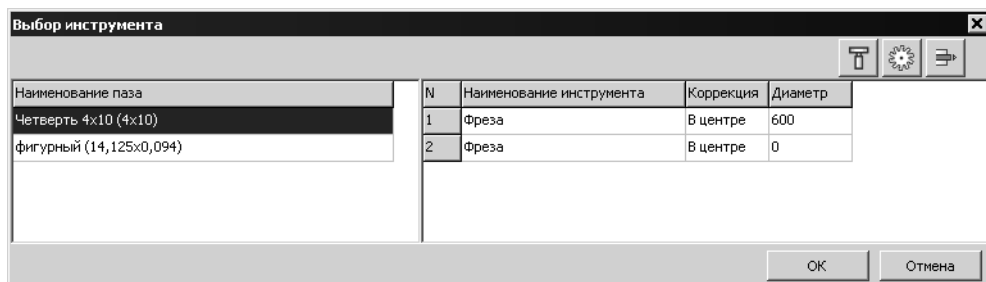 Выбор инструмента
Наименование паза
Четверть 4x10 (4x10)
фигурный (14,125x0,094)
N Наименование инструмента Коррекция Диаметр
1 Фреза В центре 600
2 Фреза В центре 0
ОК Отмена